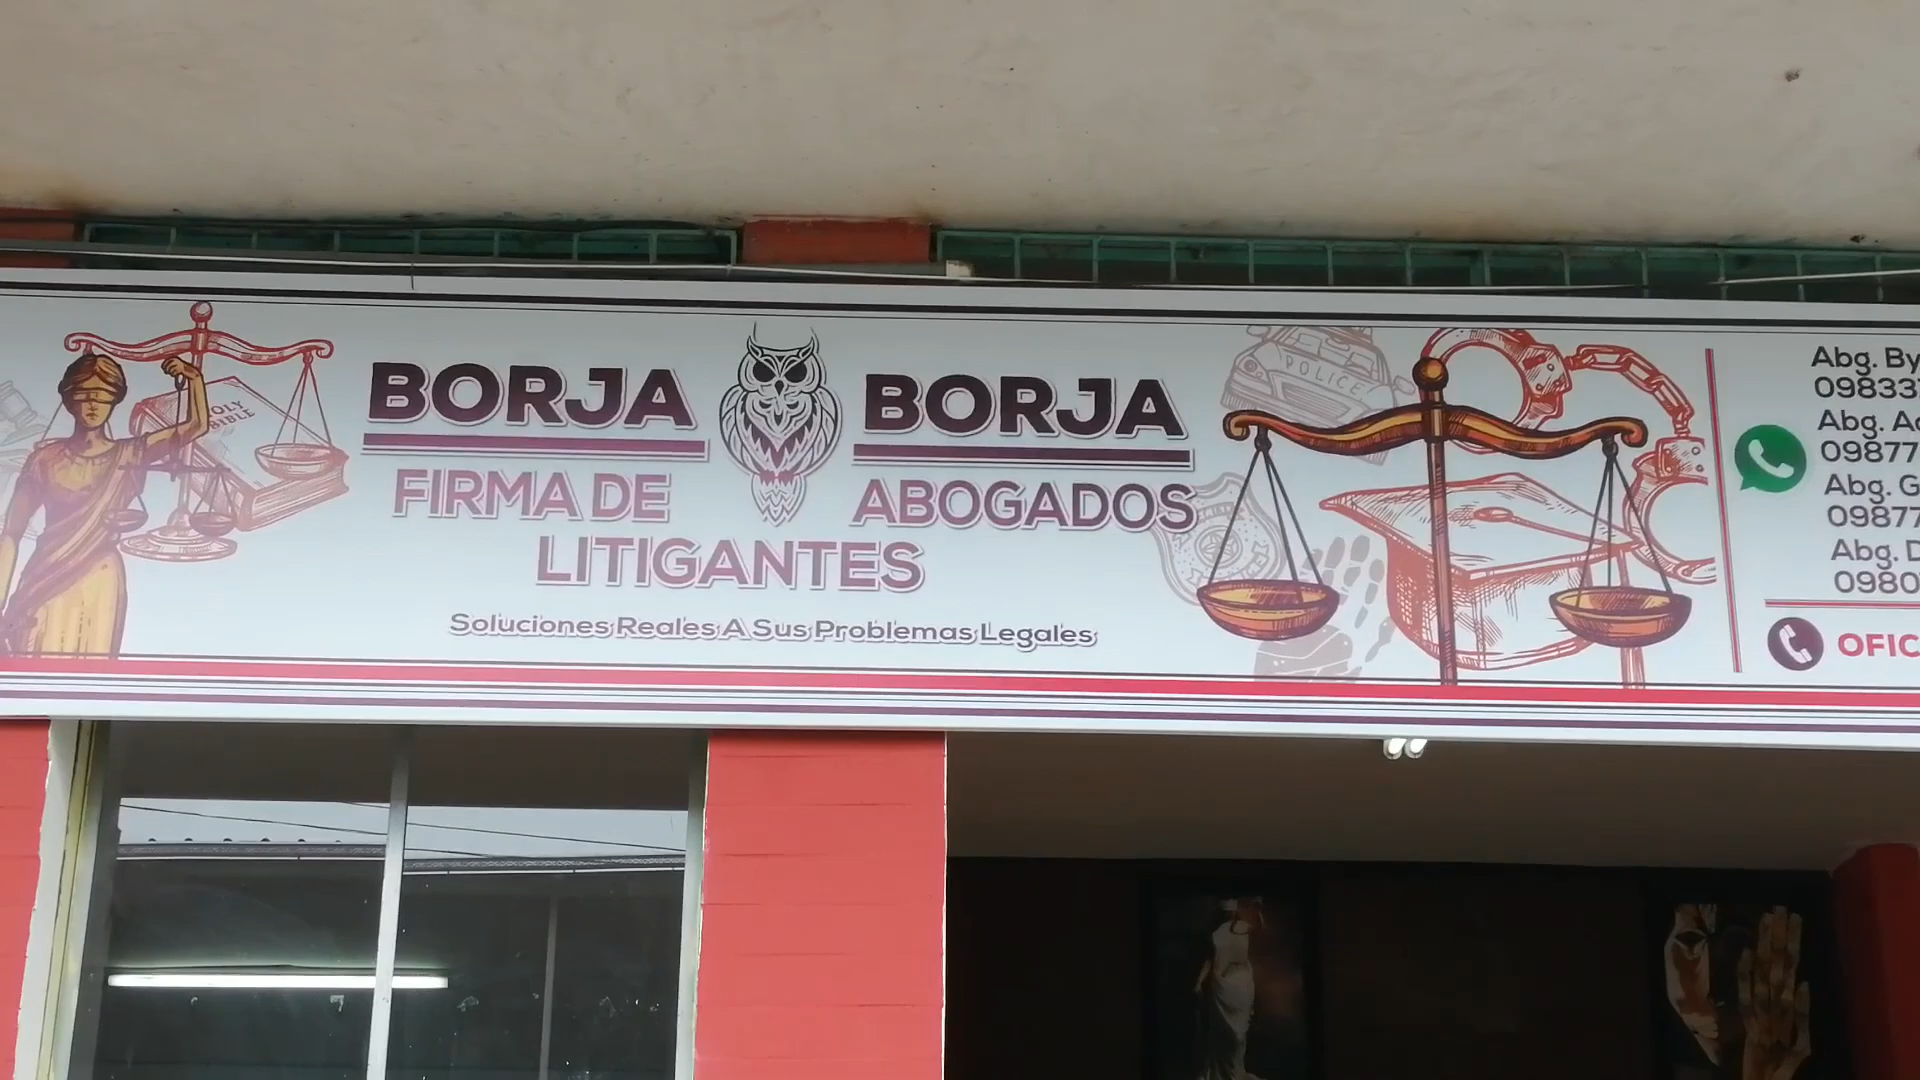 BORJA BORJA
FIRMA DE ABOGADOS
LITIGANTES
Soluciones Reales A Sus Problemas Legales
HOLY
BIBLE
POLICE
Abg. By
09833
Abg. A
09877
Abg. G
09877
Abg. D
0980
OFIC